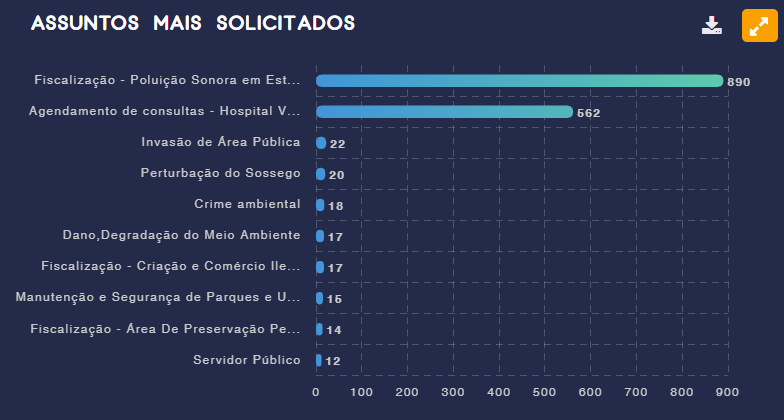 ASSUNTOS MAIS SOLICITADOS
Fiscalização - Poluição Sonora em Est... 890
Agendamento de consultas - Hospital V... 562
Invasão de Área Pública 22
Perturbação do Sossego 20
Crime ambiental 18
Dano,Degradação do Meio Ambiente 17
Fiscalização - Criação e Comércio Ile... 17
Manutenção e Segurança de Parques e U... 15
Fiscalização - Área De Preservação Pe... 14
Servidor Público 12
0 100 200 300 400 500 600 700 800 900